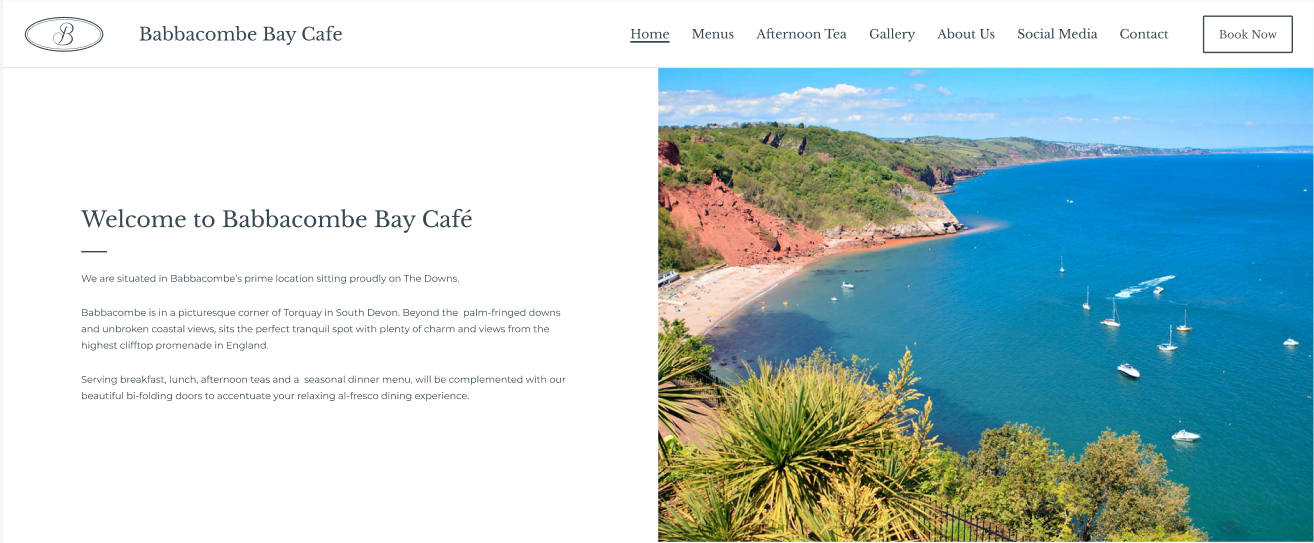 B
Babbacombe Bay Cafe
Home
Menus
Afternoon Tea
Gallery
About Us
Social Media
Contact
Book Now
Welcome to Babbacombe Bay Café
We are situated in Babbacombe's prime location sitting proudly on The Downs.
Babbacombe is in a picturesque corner of Torquay in South Devon. Beyond the  palm-fringed downs
and unbroken coastal views, sits the perfect tranquil spot with plenty of charm and views from the
highest clifftop promenade in England.
Serving breakfast, lunch, afternoon teas and a  seasonal dinner menu, will be complemented with our
beautiful bi-folding doors to accentuate your relaxing al-fresco dining experience.